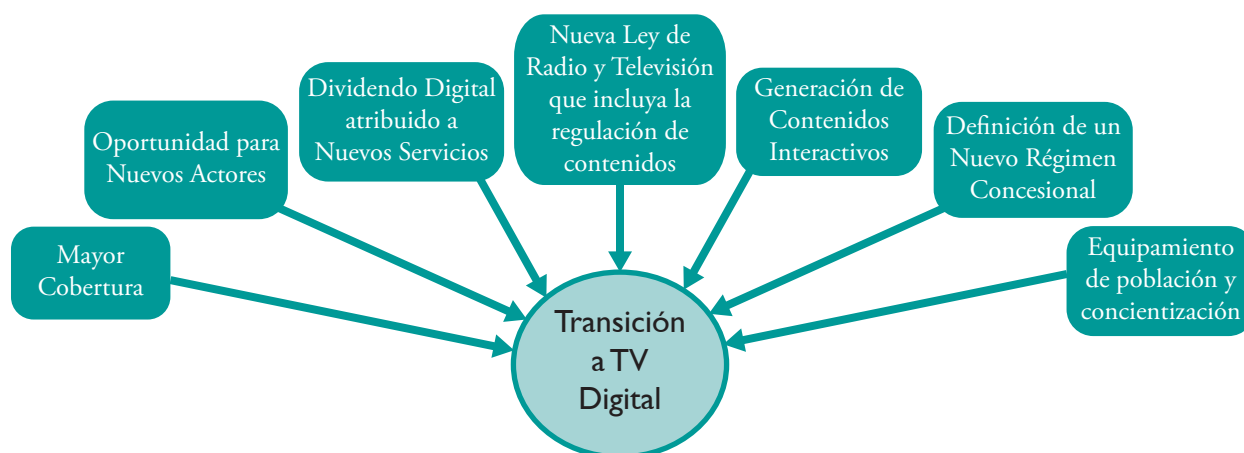 Mayor
Cobertura
Oportunidad para
Nuevos Actores
Dividendo Digital
atribuido a
Nuevos Servicios
Nueva Ley de
Radio y Televisión
que incluya la
regulación de
contenidos
Generación de
Contenidos
Interactivos
Definición de un
Nuevo Régimen
Concesional
Equipamiento
de población y
concientización
Transición
a TV
Digital